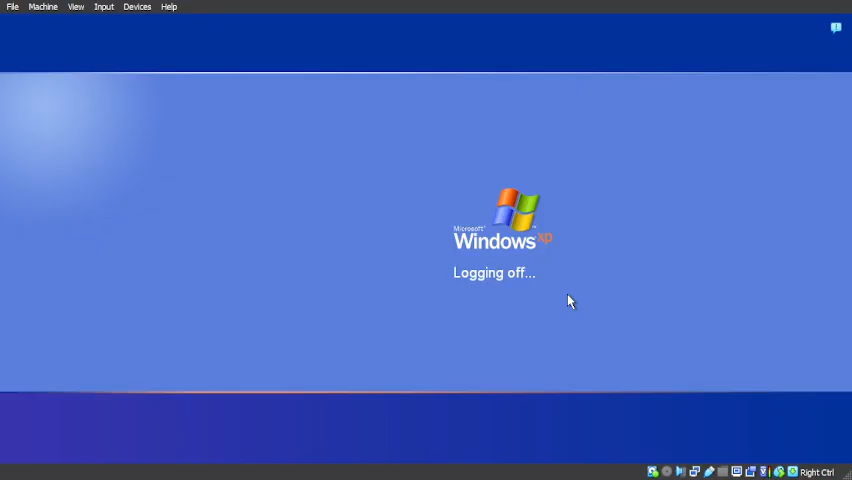 File Machine View Input Devices Help
Microsoft
Windows xp
Logging off...
Right Ctrl